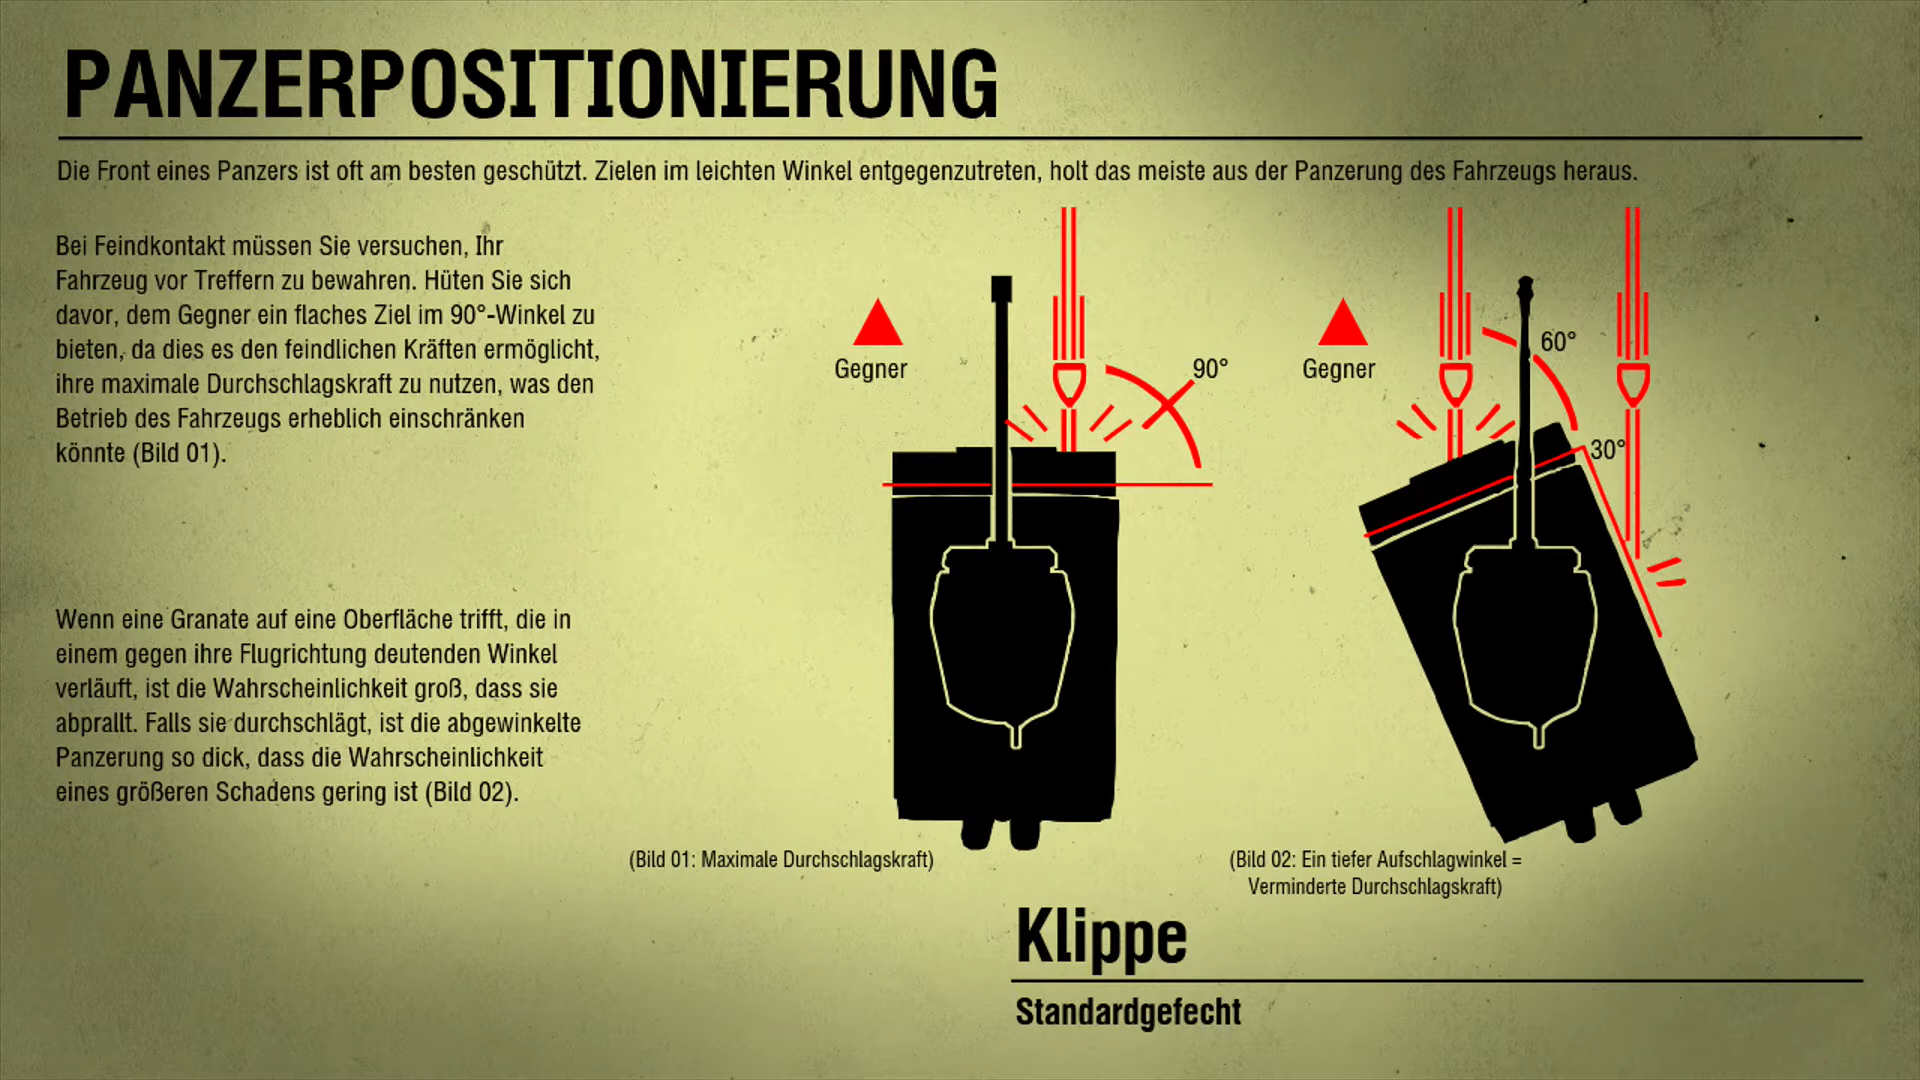 PANZERPOSITIONIERUNG
Die Front eines Panzers ist oft am besten geschützt. Zielen im leichten Winkel entgegenzutreten, holt das meiste aus der Panzerung des Fahrzeugs heraus.
Bei Feindkontakt müssen Sie versuchen, Ihr
Fahrzeug vor Treffern zu bewahren. Hüten Sie sich
davor, dem Gegner ein flaches Ziel im 90°-Winkel zu
bieten, da dies es den feindlichen Kräften ermöglicht,
ihre maximale Durchschlagskraft zu nutzen, was den
Betrieb des Fahrzeugs erheblich einschränken
könnte (Bild 01).
Wenn eine Granate auf eine Oberfläche trifft, die in
einem gegen ihre Flugrichtung deutenden Winkel
verläuft, ist die Wahrscheinlichkeit groß, dass sie
abprallt. Falls sie durchschlägt, ist die abgewinkelte
Panzerung so dick, dass die Wahrscheinlichkeit
eines größeren Schadens gering ist (Bild 02).
Gegner
90°
(Bild 01: Maximale Durchschlagskraft)
Gegner
60°
30°
(Bild 02: Ein tiefer Aufschlagwinkel =
Verminderte Durchschlagskraft)
Klippe
Standardgefecht